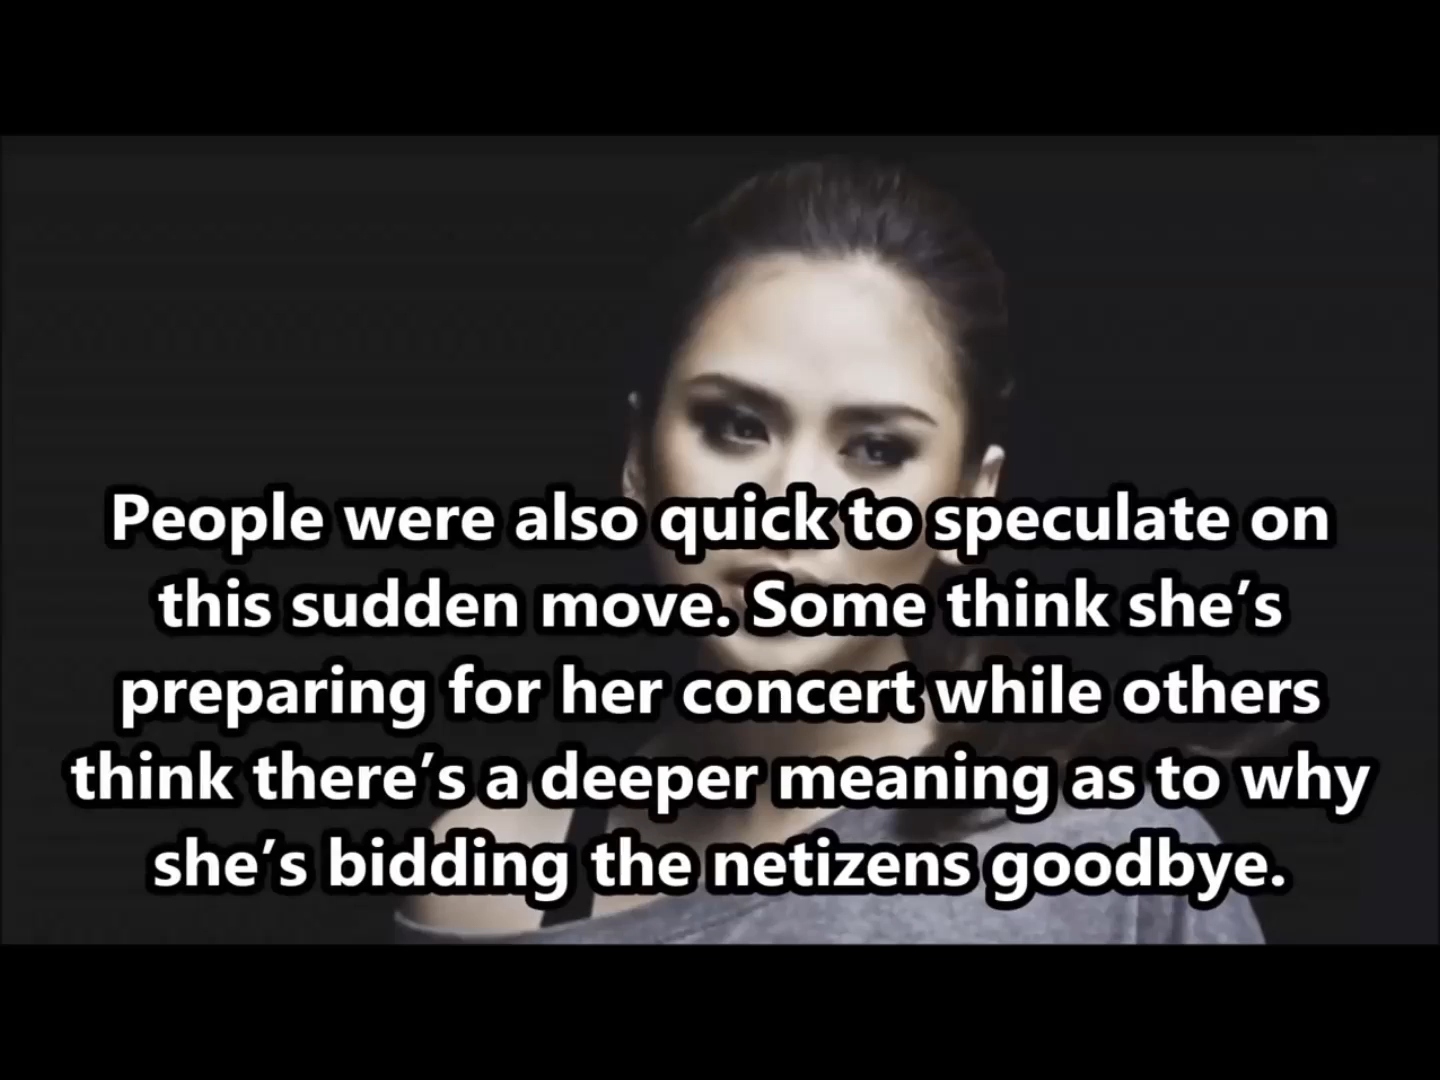 People were also quick to speculate on
this sudden move. Some think she’s
preparing for her concert while others
think there’s a deeper meaning as to why
she’s bidding the netizens goodbye.